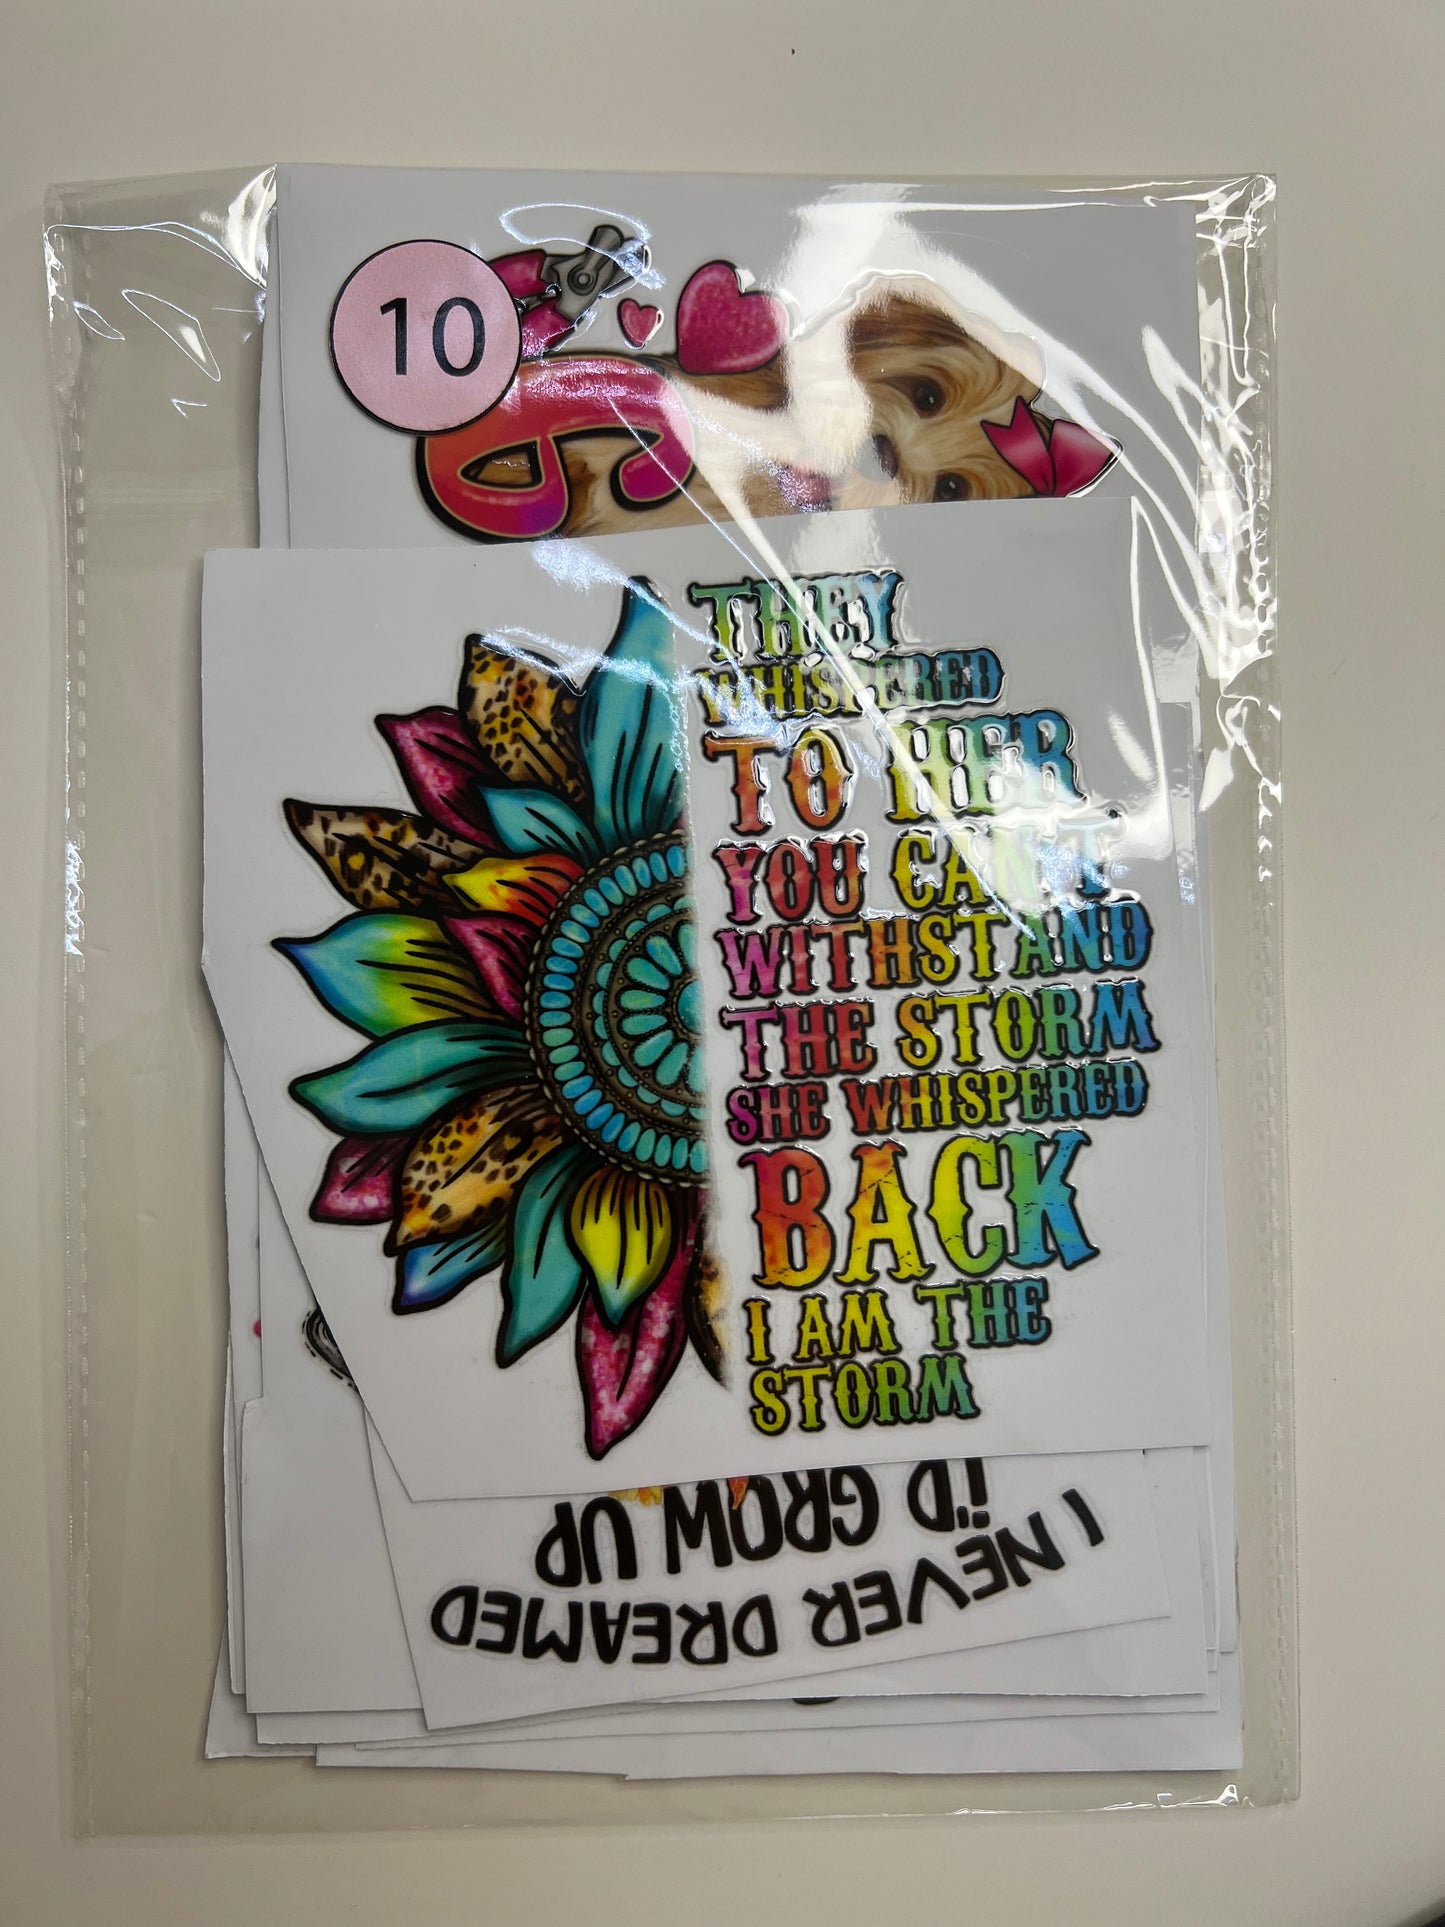 10
THEY
WHISPERED
TO HER
YOU CAN'T
WITHSTAND
THE STORM
SHE WHISPERED
BACK
I AM THE
STORM
I NEVER DREAMED
I'D GROW UP